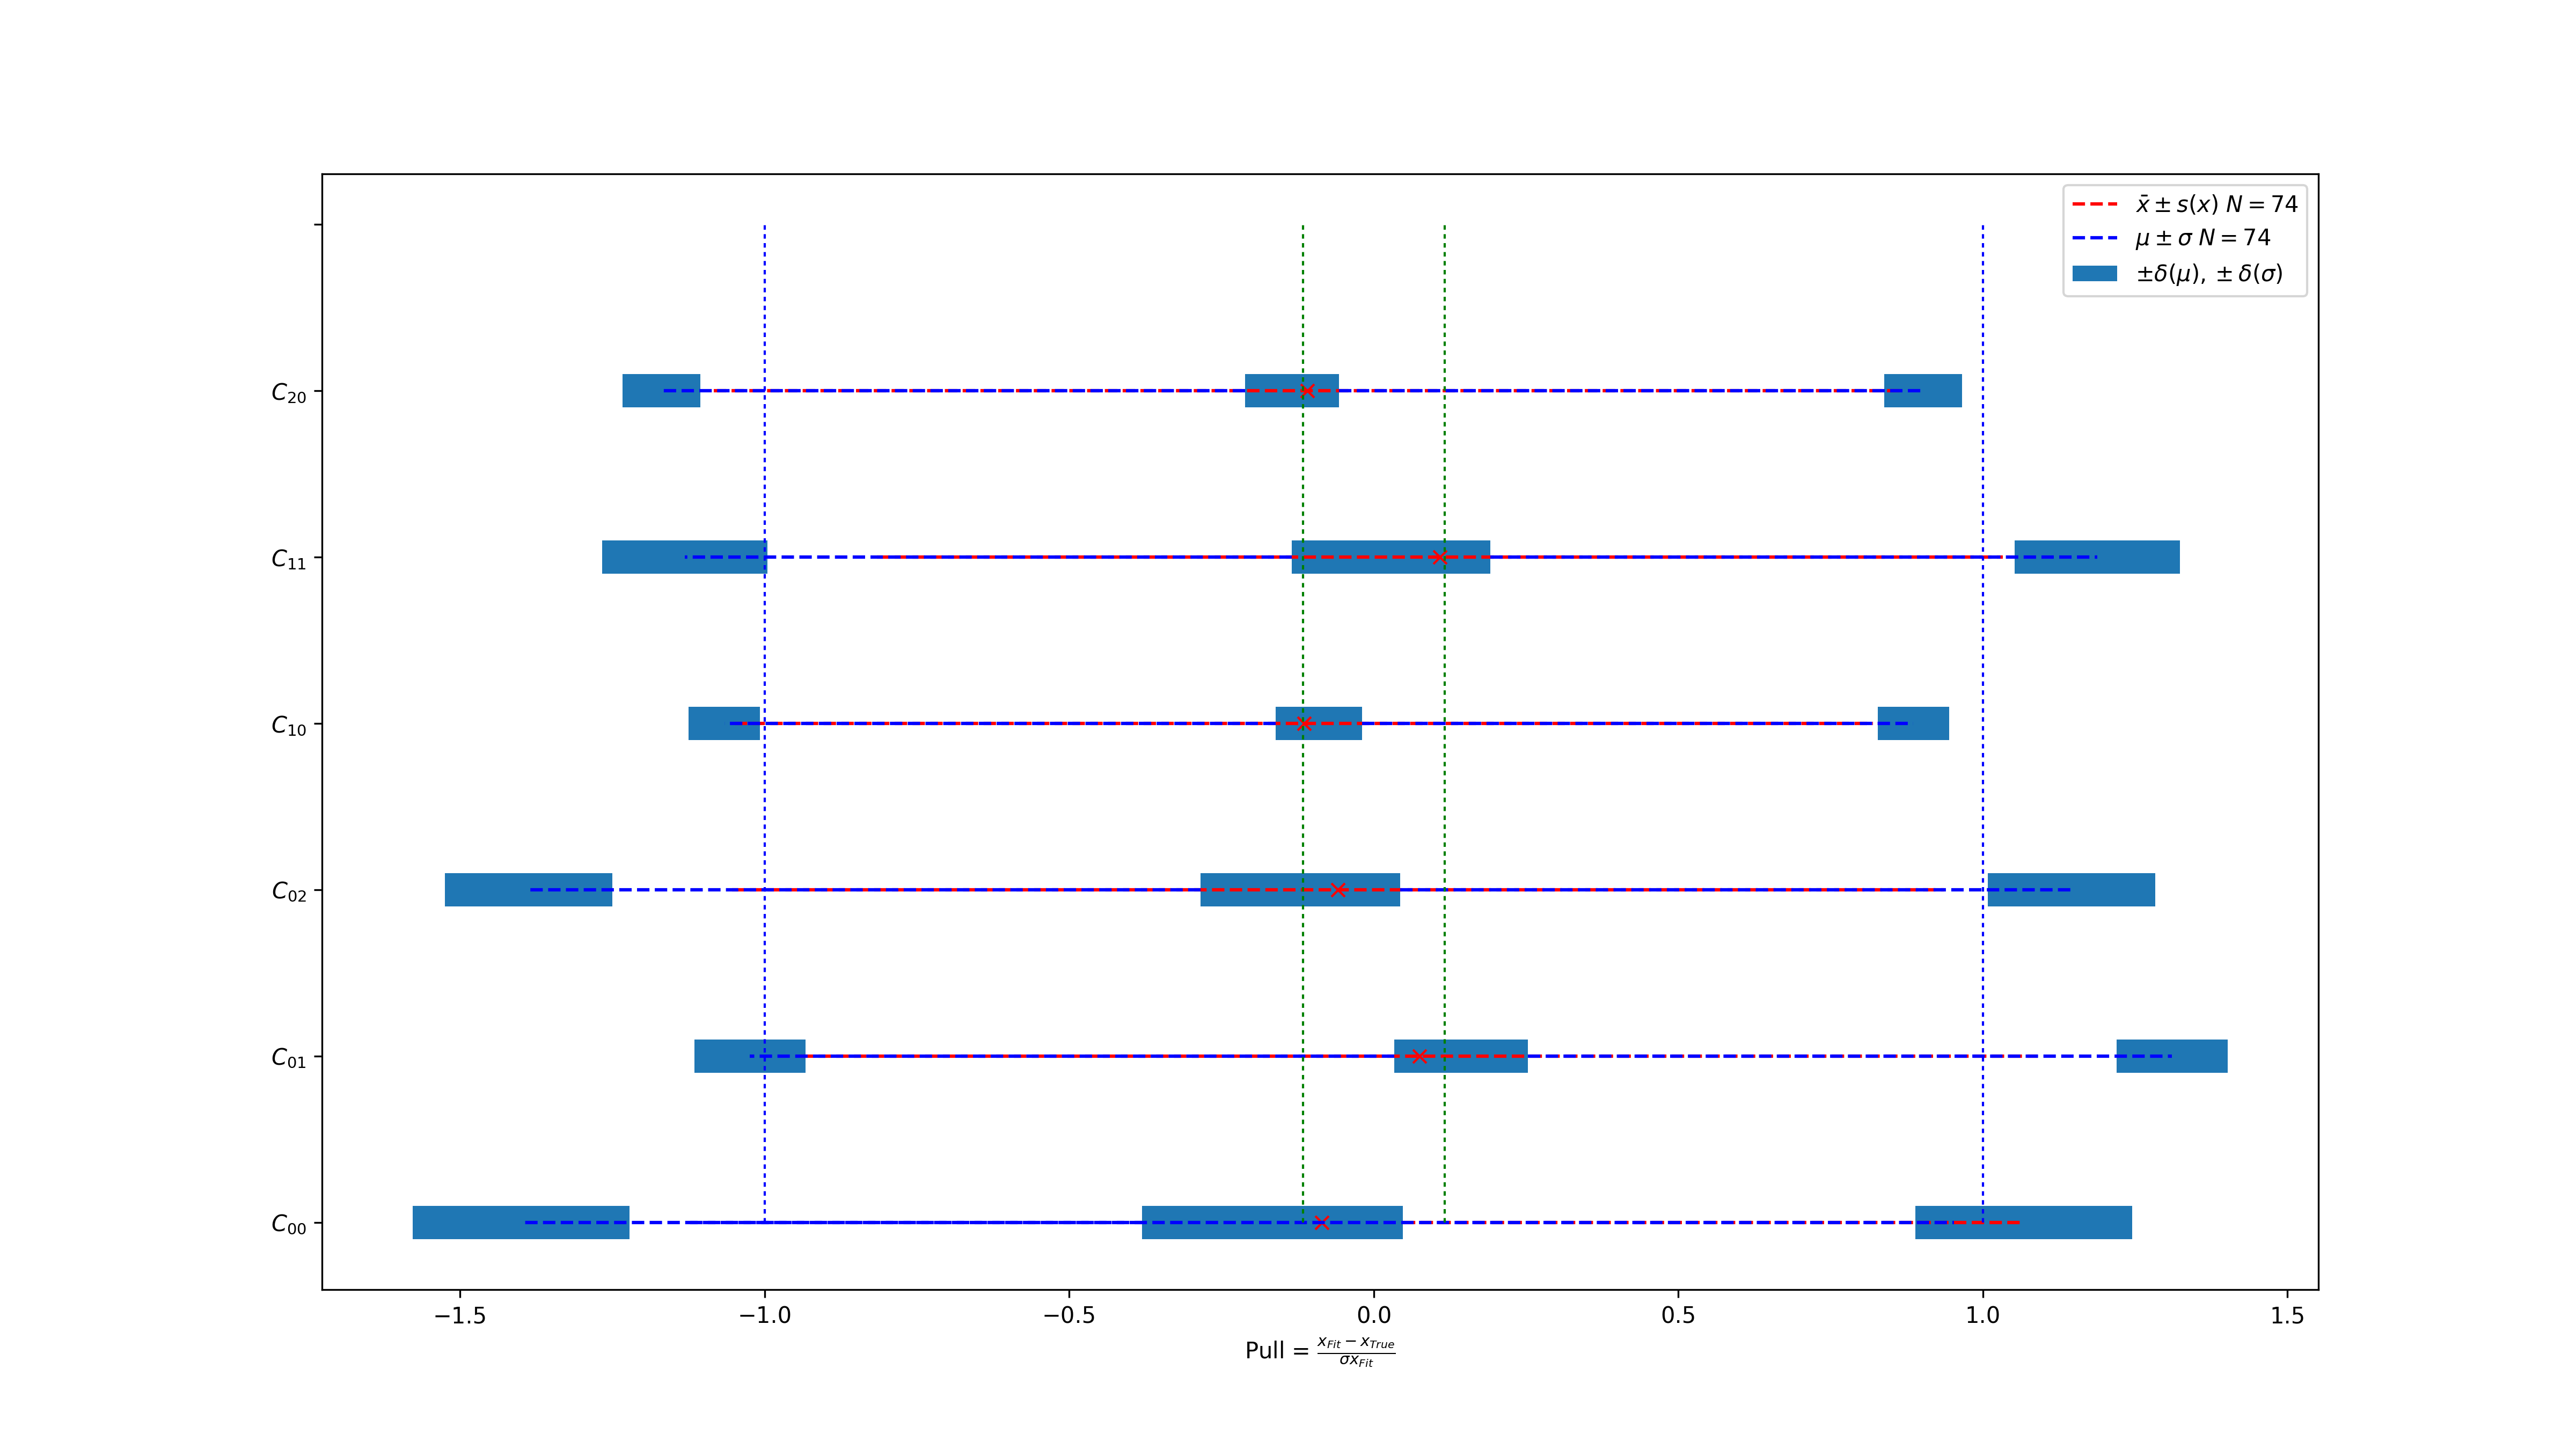 x̄ ± s(x) N = 74
μ ± σ N = 74
±δ(μ), ± δ(σ)
C₂₀
C₁₁
C₁₀
C₀₂
C₀₁
C₀₀
−1.5 −1.0 −0.5 0.0 0.5 1.0 1.5
Pull = (x_Fit − x_True)/(σx_Fit)